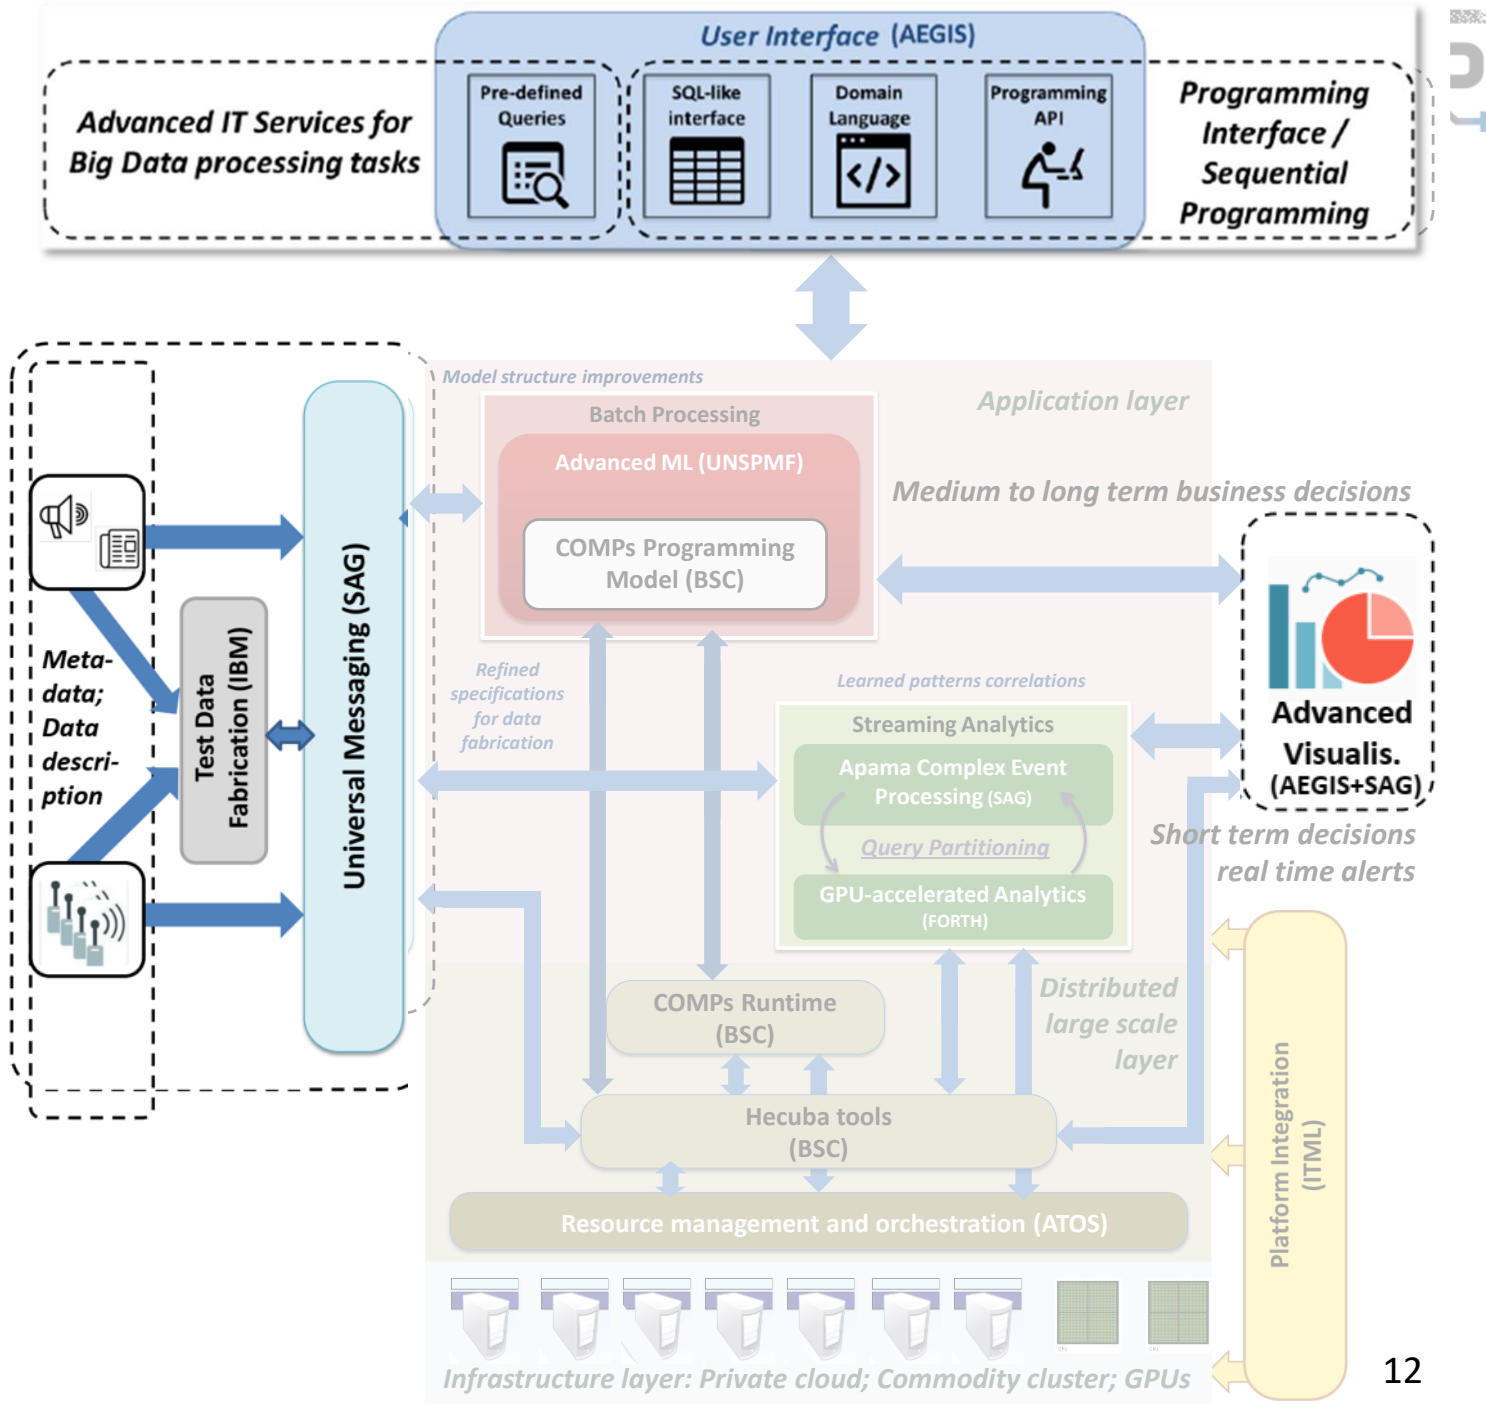 User Interface (AEGIS)
Advanced IT Services for
Big Data processing tasks
Pre-defined
Queries
SQL-like
interface
Domain
Language
Programming
API
Programming
Interface /
Sequential
Programming
Model structure improvements
Application layer
Batch Processing
Advanced ML (UNSPMF)
COMPs Programming
Model (BSC)
Medium to long term business decisions
Universal Messaging (SAG)
Test Data
Fabrication (IBM)
Meta-
data;
Data
descri-
ption
Refined
specifications
for data
fabrication
Learned patterns correlations
Streaming Analytics
Apama Complex Event
Processing (SAG)
Query Partitioning
GPU-accelerated Analytics
(FORTH)
Advanced
Visualis.
(AEGIS+SAG)
Short term decisions
real time alerts
Distributed
large scale
layer
COMPs Runtime
(BSC)
Hecuba tools
(BSC)
Resource management and orchestration (ATOS)
Platform Integration
(ITML)
Infrastructure layer: Private cloud; Commodity cluster; GPUs
12